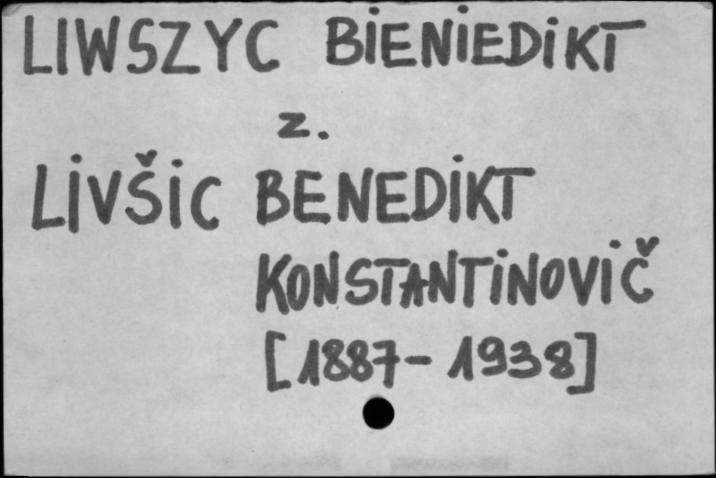 LIWSZYC BIENIEDIKT
z.
LIVŠIC BENEDIKT
KONSTANTINOVIČ
[1887-1938]